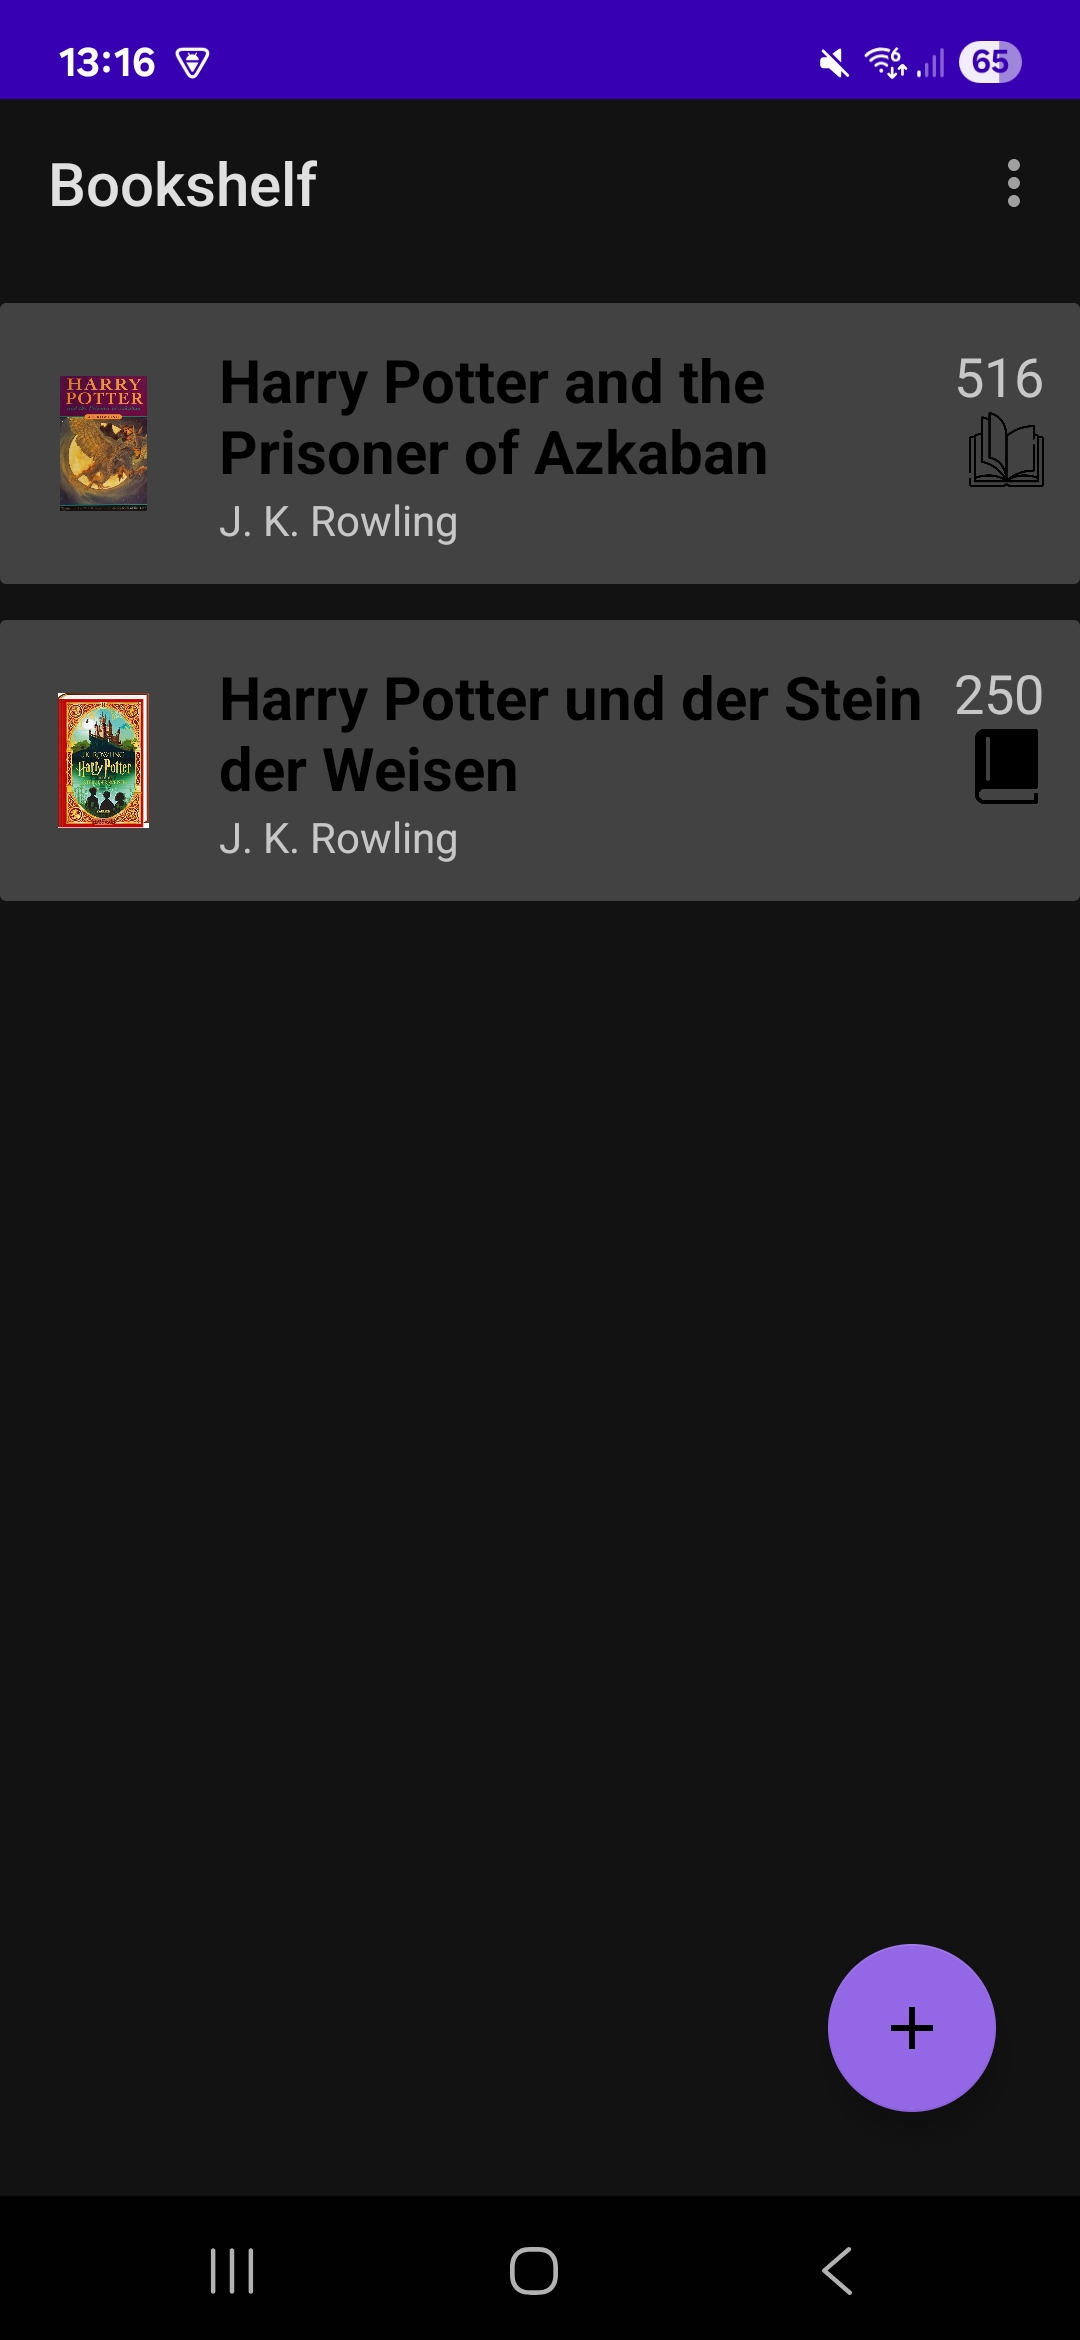 13:16
6
65
Bookshelf
Harry Potter and the
Prisoner of Azkaban
J. K. Rowling
516
HARRY
POTTER
Harry Potter und der Stein
der Weisen
J. K. Rowling
250
Harry Potter